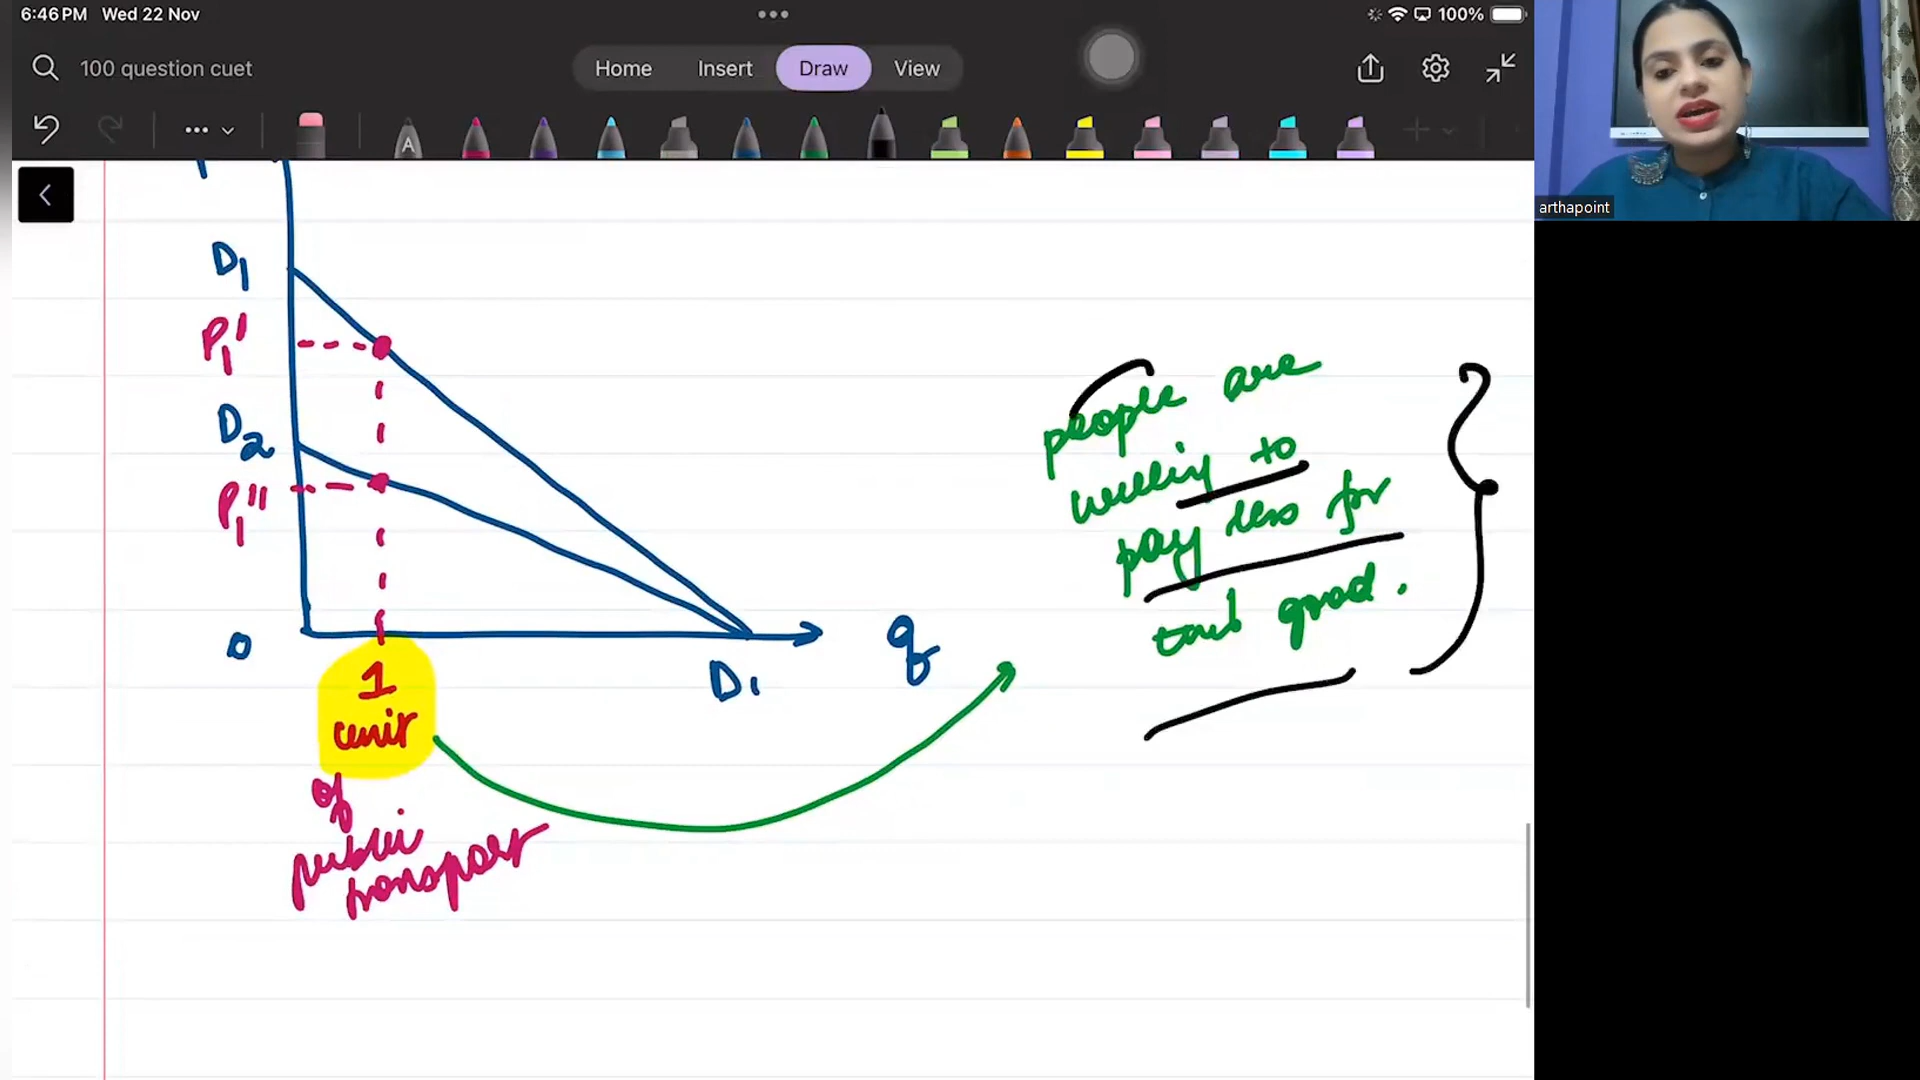 6:46 PM Wed 22 Nov
100%
100 question cuet
Home Insert Draw View
A
arthapoint
D1
P1'
D2
P1''
0
D1
q
1
unit
of
public
transport
people are
willing to
pay less for
each good.